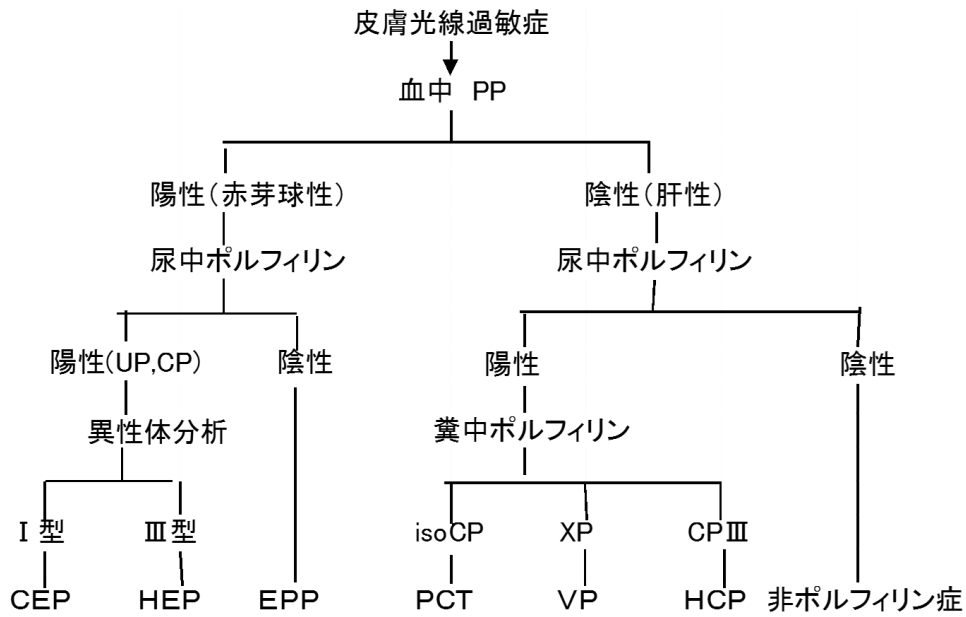 皮膚光線過敏症
血中 PP
陽性(赤芽球性) 陰性(肝性)
尿中ポルフィリン 尿中ポルフィリン
陽性(UP,CP) 陰性 陽性 陰性
異性体分析 糞中ポルフィリン
Ⅰ型 Ⅲ型 isoCP XP CPⅢ
CEP HEP EPP PCT VP HCP 非ポルフィリン症